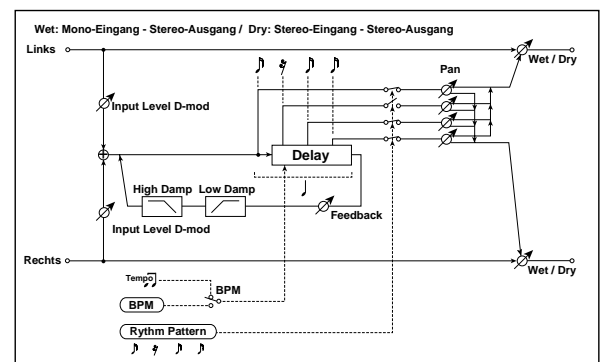 Wet: Mono-Eingang - Stereo-Ausgang / Dry: Stereo-Eingang - Stereo-Ausgang
Links
Wet / Dry
Pan
Input Level D-mod
Delay
High Damp
Low Damp
Feedback
Input Level D-mod
Rechts
Wet / Dry
Tempo
BPM
BPM
Rythm Pattern